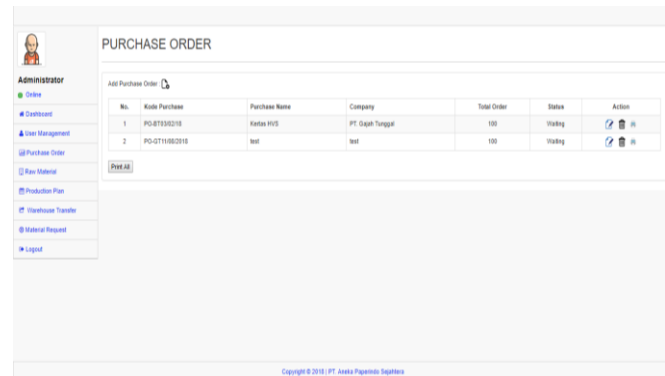 PURCHASE ORDER
Administrator
Online
Dashboard
User Management
Purchase Order
Raw Material
Production Plan
Warehouse Transfer
Material Request
Logout
Add Purchase Order
No. Kode Purchase Purchase Name Company Total Order Status Action
1 PO-BT03/02/18 Kertas HVS PT. Gajah Tunggal 100 Waiting
2 PO-GT11/08/2018 test test 100 Waiting
Print All
Copyright © 2018 | PT. Aneka Paperindo Sejahtera